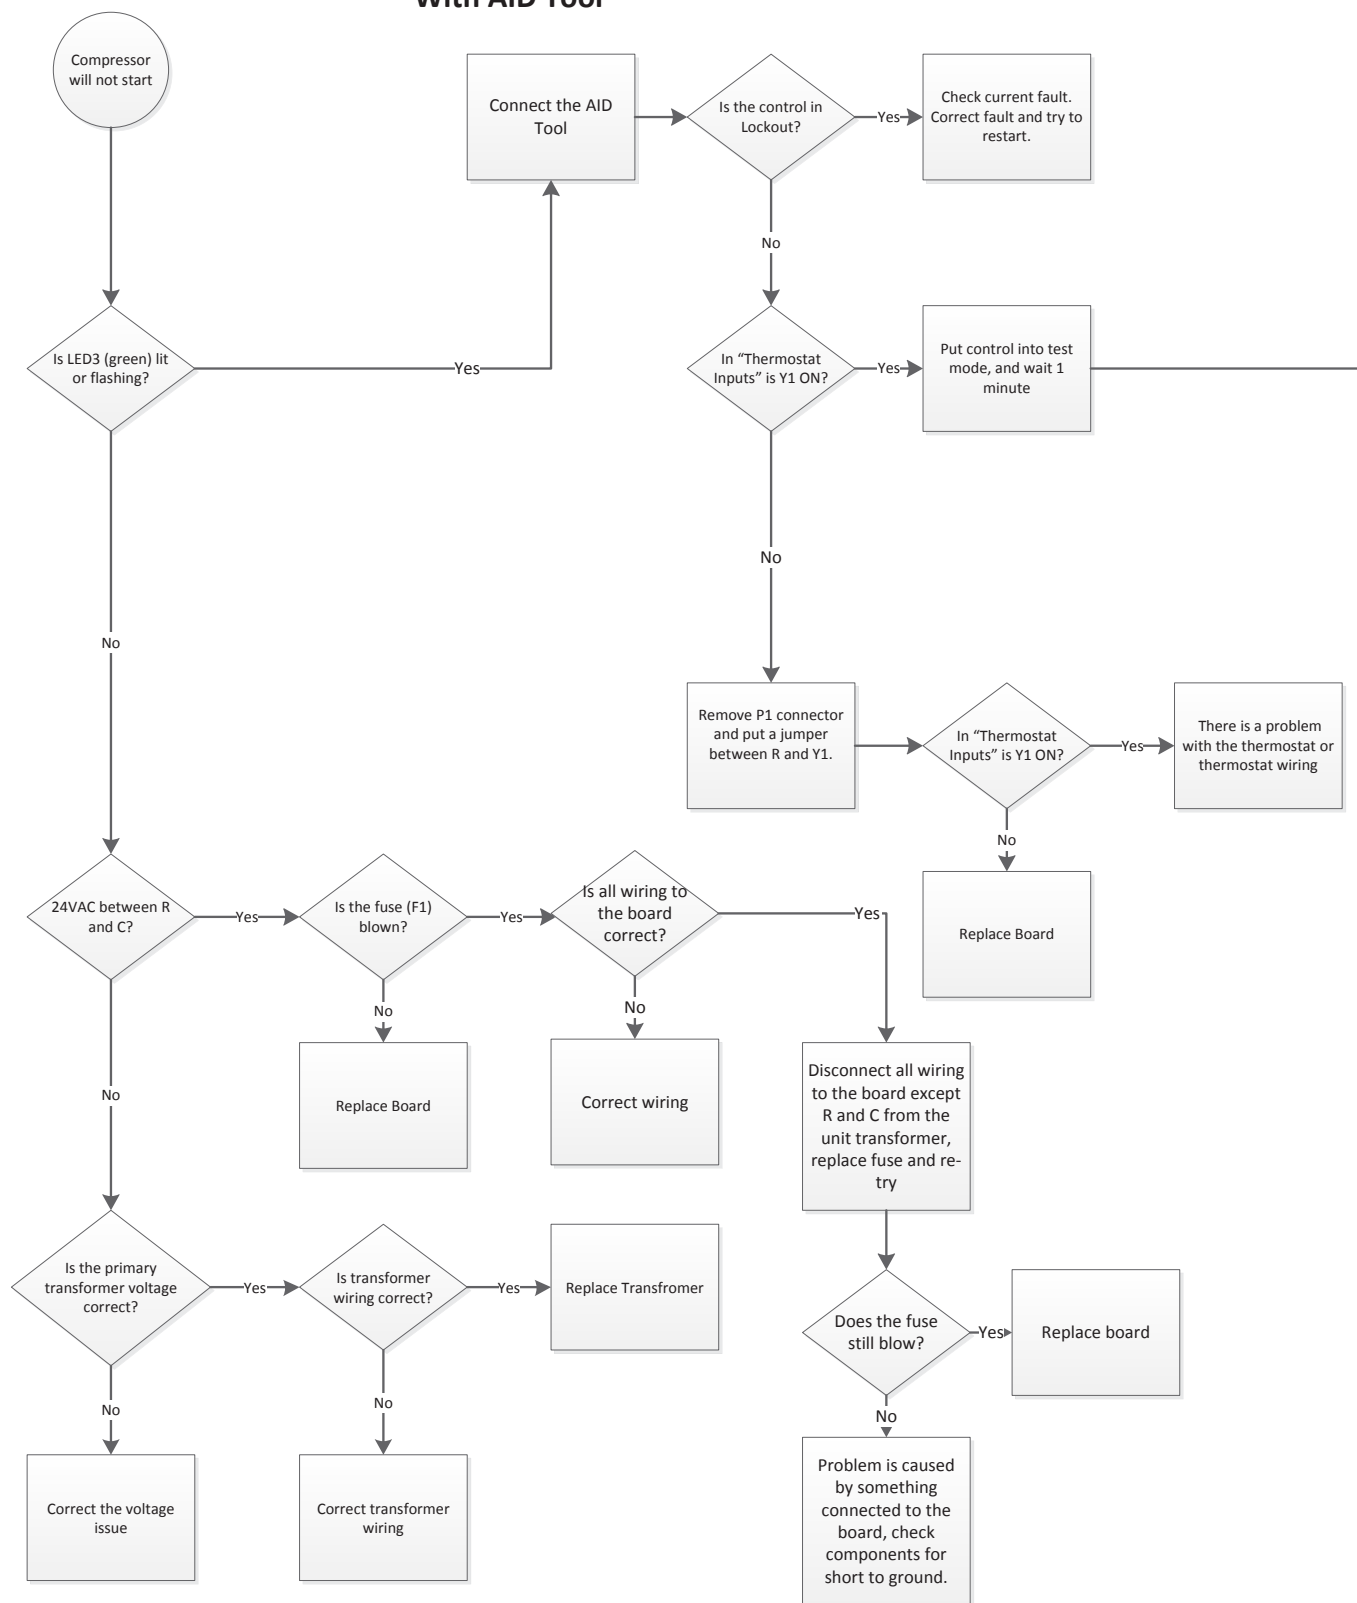 With AID Tool
Compressor
will not start
Connect the AID
Tool
Is the control in
Lockout?
Yes
Check current fault.
Correct fault and try to
restart.
No
Is LED3 (green) lit
or flashing?
Yes
In “Thermostat
Inputs” is Y1 ON?
Yes
Put control into test
mode, and wait 1
minute
No
No
Remove P1 connector
and put a jumper
between R and Y1.
In “Thermostat
Inputs” is Y1 ON?
Yes
There is a problem
with the thermostat or
thermostat wiring
No
Replace Board
24VAC between R
and C?
Yes
Is the fuse (F1)
blown?
Yes
Is all wiring to
the board
correct?
Yes
No
Replace Board
No
Correct wiring
Disconnect all wiring
to the board except
R and C from the
unit transformer,
replace fuse and re-
try
No
Is the primary
transformer voltage
correct?
Yes
Is transformer
wiring correct?
Yes
Replace Transfromer
Does the fuse
still blow?
Yes
Replace board
No
Correct the voltage
issue
No
Correct transformer
wiring
No
Problem is caused
by something
connected to the
board, check
components for
short to ground.